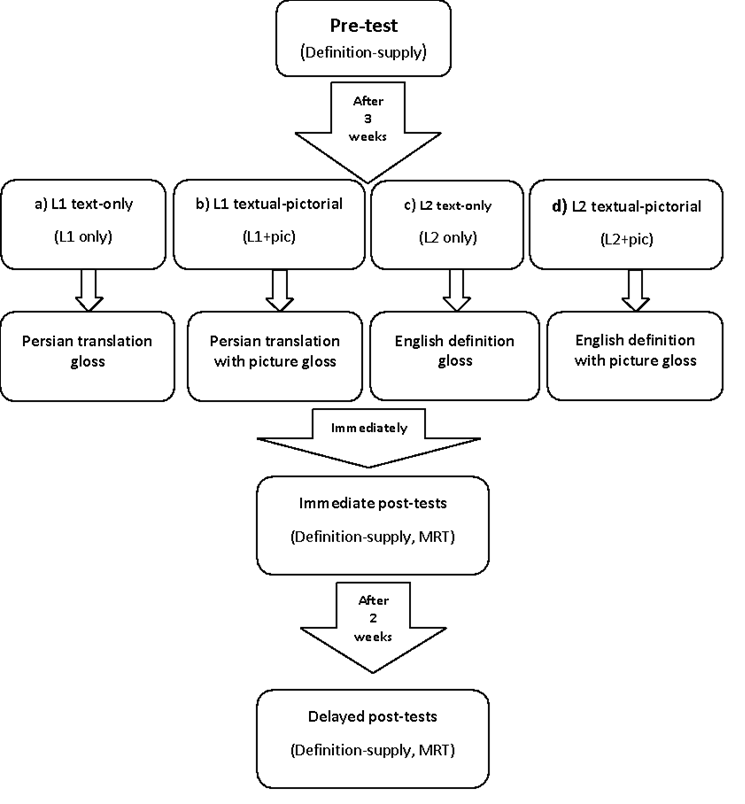 Pre-test
(Definition-supply)
After
3
weeks
a) L1 text-only
(L1 only)
b) L1 textual-pictorial
(L1+pic)
c) L2 text-only
(L2 only)
d) L2 textual-pictorial
(L2+pic)
Persian translation
gloss
Persian translation
with picture gloss
English definition
gloss
English definition
with picture gloss
Immediately
Immediate post-tests
(Definition-supply, MRT)
After
2
weeks
Delayed post-tests
(Definition-supply, MRT)